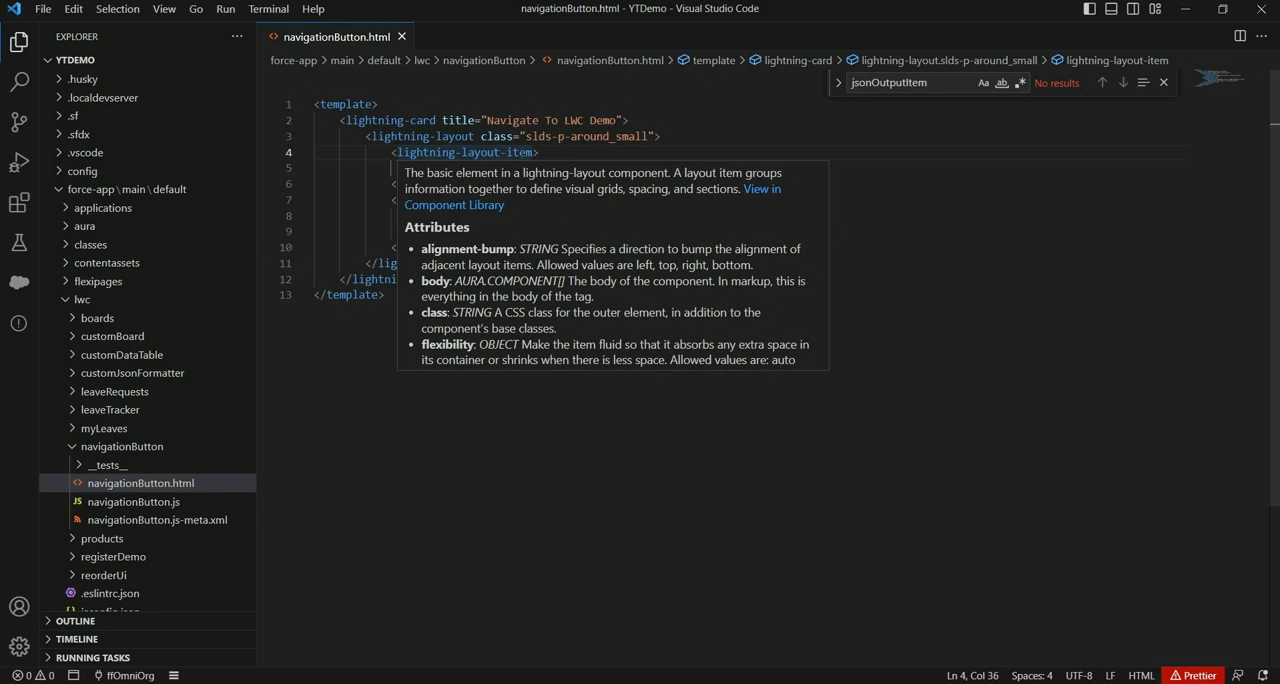 File Edit Selection View Go Run Terminal Help
navigationButton.html - YTDemo - Visual Studio Code
EXPLORER
YTDEMO
.husky
.localdevserver
.sf
.sfdx
.vscode
config
force-app\main\default
applications
aura
classes
contentassets
flexipages
lwc
boards
customBoard
customDataTable
customJsonFormatter
leaveRequests
leaveTracker
myLeaves
navigationButton
__tests__
navigationButton.html
navigationButton.js
navigationButton.js-meta.xml
products
registerDemo
reorderUi
.eslintrc.json
OUTLINE
TIMELINE
RUNNING TASKS
navigationButton.html
force-app > main > default > lwc > navigationButton > navigationButton.html > template > lightning-card > lightning-layout.slds-p-around_small > lightning-layout-item
jsonOutputItem Aa ab .* No results
1 <template>
2 <lightning-card title="Navigate To LWC Demo">
3 <lightning-layout class="slds-p-around_small">
4 <lightning-layout-item>
5
6 <
7 <
8
9
10 <
11 </lig
12 </lightni
13 </template>
The basic element in a lightning-layout component. A layout item groups
information together to define visual grids, spacing, and sections. View in
Component Library
Attributes
• alignment-bump: STRING Specifies a direction to bump the alignment of
adjacent layout items. Allowed values are left, top, right, bottom.
• body: AURA.COMPONENT[] The body of the component. In markup, this is
everything in the body of the tag.
• class: STRING A CSS class for the outer element, in addition to the
component's base classes.
• flexibility: OBJECT Make the item fluid so that it absorbs any extra space in
its container or shrinks when there is less space. Allowed values are: auto
0 0 ffOmniOrg
Ln 4, Col 36 Spaces: 4 UTF-8 LF HTML Prettier